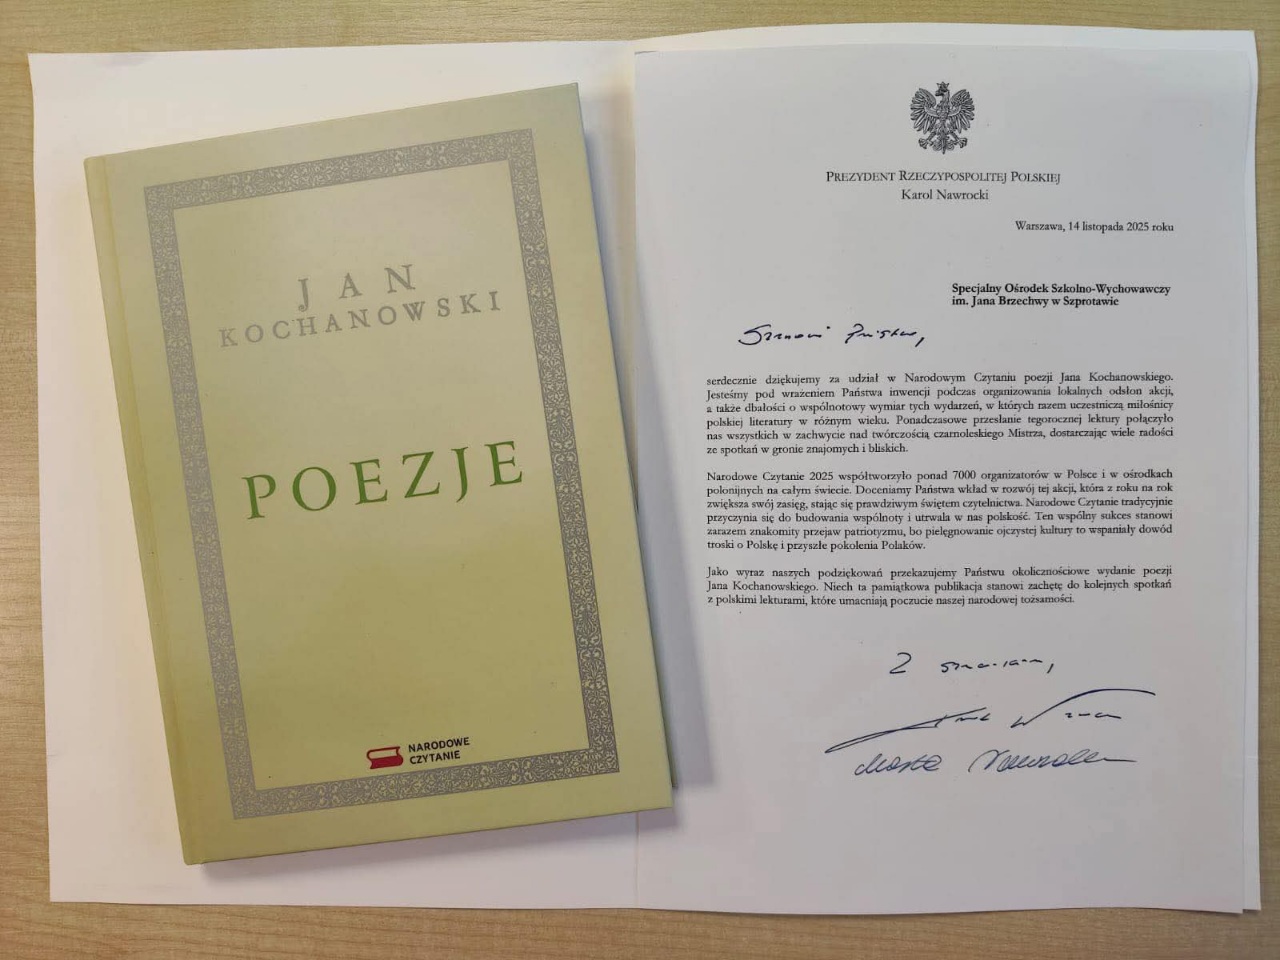 JAN
KOCHANOWSKI
POEZJE
NARODOWE
CZYTANIE
PREZYDENT RZECZYPOSPOLITEJ POLSKIEJ
Karol Nawrocki
Warszawa, 14 listopada 2025 roku
Specjalny Ośrodek Szkolno-Wychowawczy
im. Jana Brzechwy w Szprotawie
Szanowni Państwo,
serdecznie dziękujemy za udział w Narodowym Czytaniu poezji Jana Kochanowskiego.
Jesteśmy pod wrażeniem Państwa inwencji podczas organizowania lokalnych odsłon akcji,
a także dbałości o wspólnotowy wymiar tych wydarzeń, w których razem uczestniczą miłośnicy
polskiej literatury w różnym wieku. Ponadczasowe przesłanie tegorocznej lektury połączyło
nas wszystkich w zachwycie nad twórczością czarnoleskiego Mistrza, dostarczając wiele radości
ze spotkań w gronie znajomych i bliskich.
Narodowe Czytanie 2025 współtworzyło ponad 7000 organizatorów w Polsce i w ośrodkach
polonijnych na całym świecie. Doceniamy Państwa wkład w rozwój tej akcji, która z roku na rok
zwiększa swój zasięg, stając się prawdziwym świętem czytelnictwa. Narodowe Czytanie tradycyjnie
przyczynia się do budowania wspólnoty i utrwala w nas polskość. Ten wspólny sukces stanowi
zarazem znakomity przejaw patriotyzmu, bo pielęgnowanie ojczystej kultury to wspaniały dowód
troski o Polskę i przyszłe pokolenia Polaków.
Jako wyraz naszych podziękowań przekazujemy Państwu okolicznościowe wydanie poezji
Jana Kochanowskiego. Niech ta pamiątkowa publikacja stanowi zachętę do kolejnych spotkań
z polskimi lekturami, które umacniają poczucie naszej narodowej tożsamości.
Z szacunkiem,
Marta Nawrocka